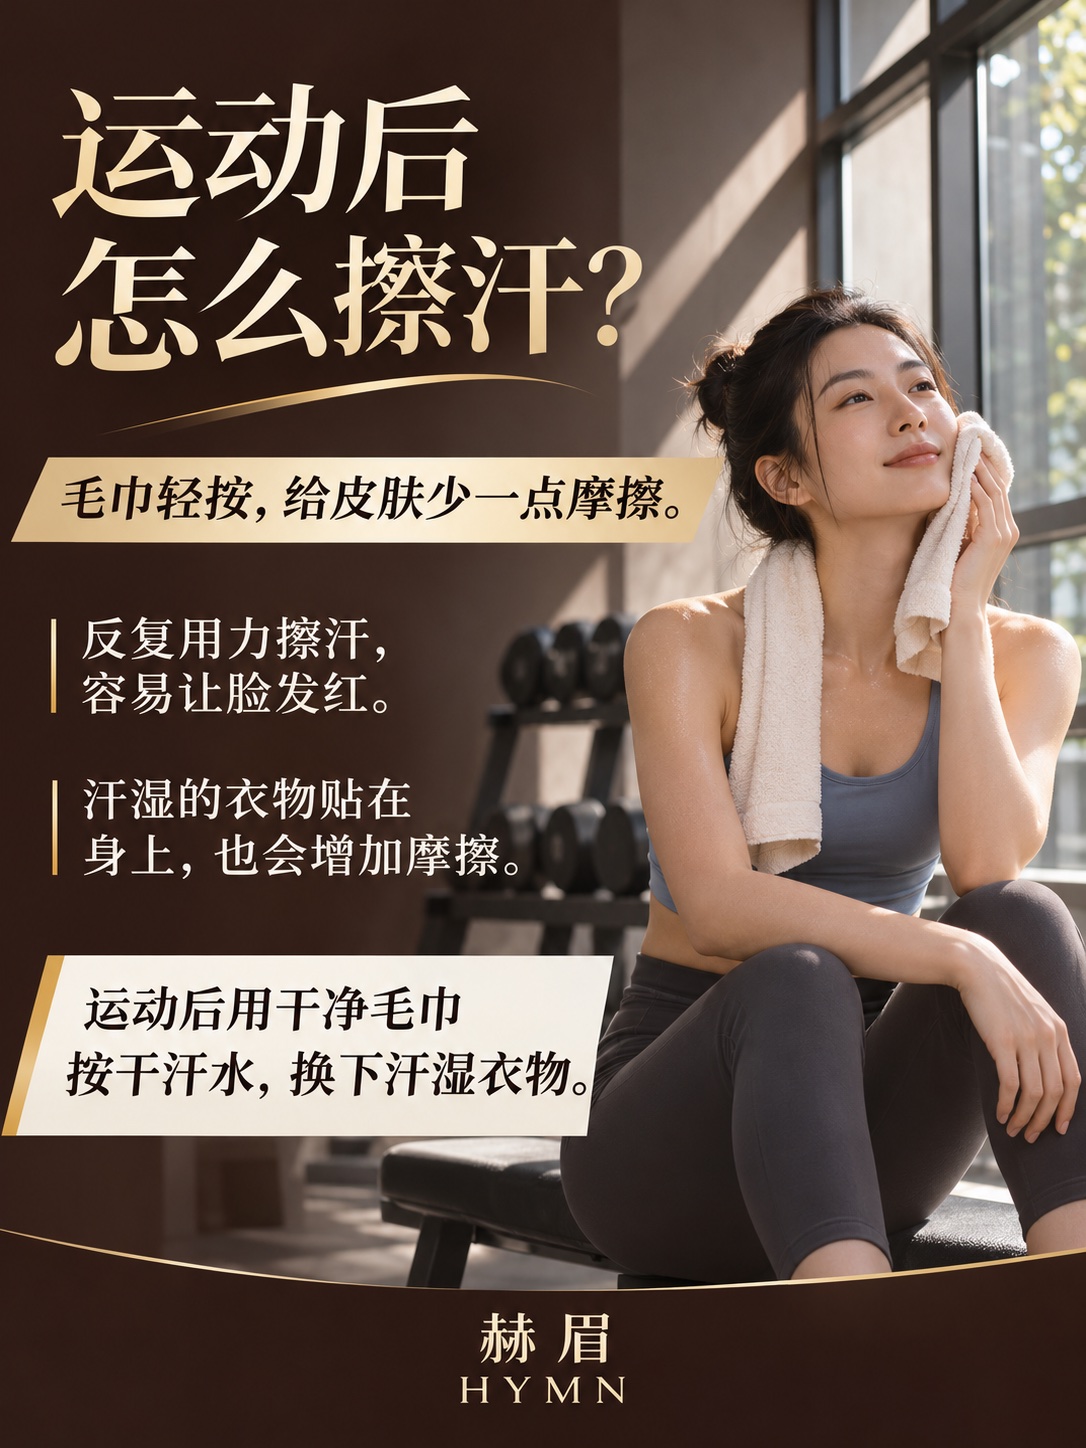 运动后
怎么擦汗？
毛巾轻按，给皮肤少一点摩擦。
反复用力擦汗，
容易让脸发红。
汗湿的衣物贴在
身上，也会增加摩擦。
运动后用干净毛巾
按干汗水，换下汗湿衣物。
赫眉
HYMN